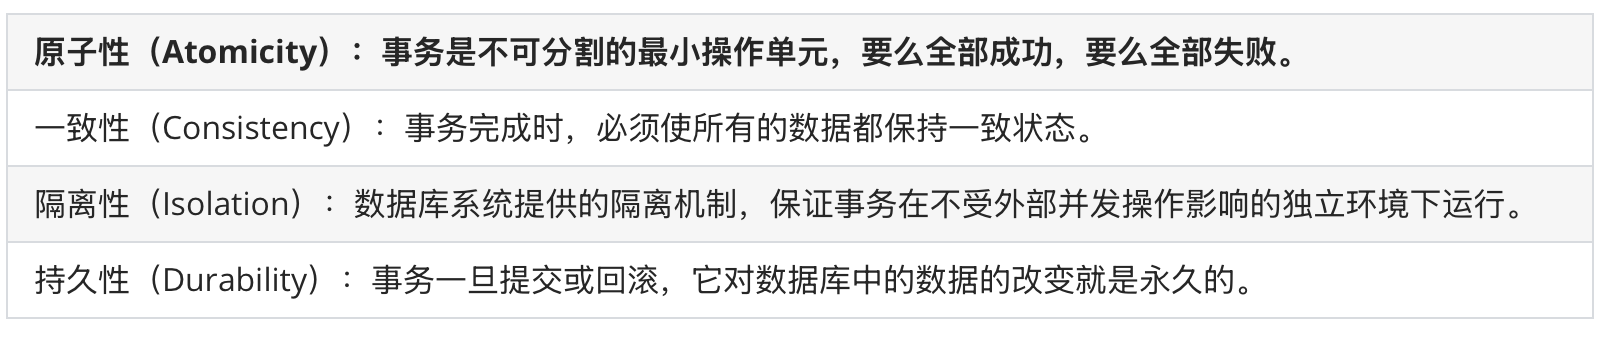 原子性（Atomicity）：事务是不可分割的最小操作单元，要么全部成功，要么全部失败。
一致性（Consistency）：事务完成时，必须使所有的数据都保持一致状态。
隔离性（Isolation）：数据库系统提供的隔离机制，保证事务在不受外部并发操作影响的独立环境下运行。
持久性（Durability）：事务一旦提交或回滚，它对数据库中的数据的改变就是永久的。